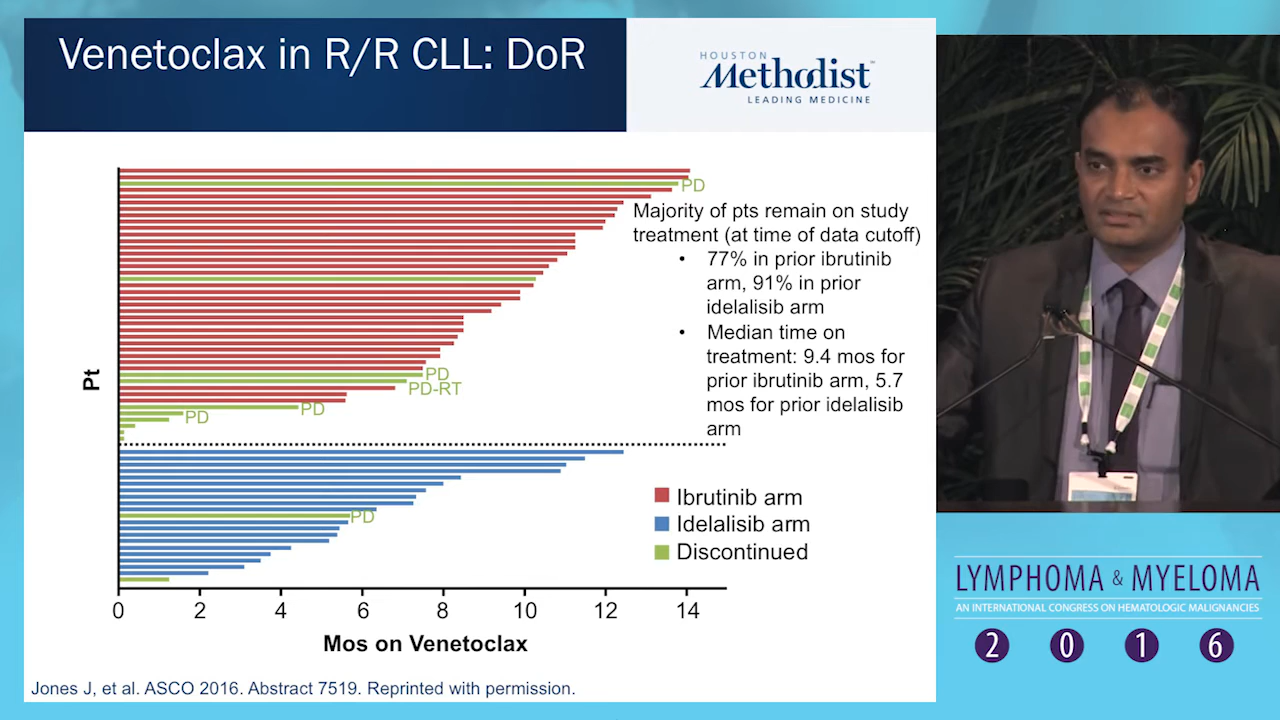 Venetoclax in R/R CLL: DoR
HOUSTON
Methodist
LEADING MEDICINE
PD
Majority of pts remain on study
treatment (at time of data cutoff)
• 77% in prior ibrutinib
arm, 91% in prior
idelalisib arm
• Median time on
treatment: 9.4 mos for
prior ibrutinib arm, 5.7
mos for prior idelalisib
arm
Pt
PD
PD-RT
PD
PD
PD
Ibrutinib arm
Idelalisib arm
Discontinued
0 2 4 6 8 10 12 14
Mos on Venetoclax
Jones J, et al. ASCO 2016. Abstract 7519. Reprinted with permission.
LYMPHOMA & MYELOMA
AN INTERNATIONAL CONGRESS ON HEMATOLOGIC MALIGNANCIES
2 0 1 6